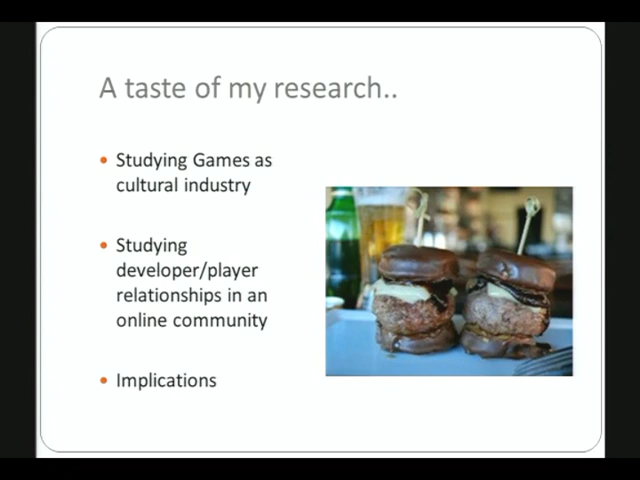 A taste of my research..
• Studying Games as
cultural industry
• Studying
developer/player
relationships in an
online community
• Implications